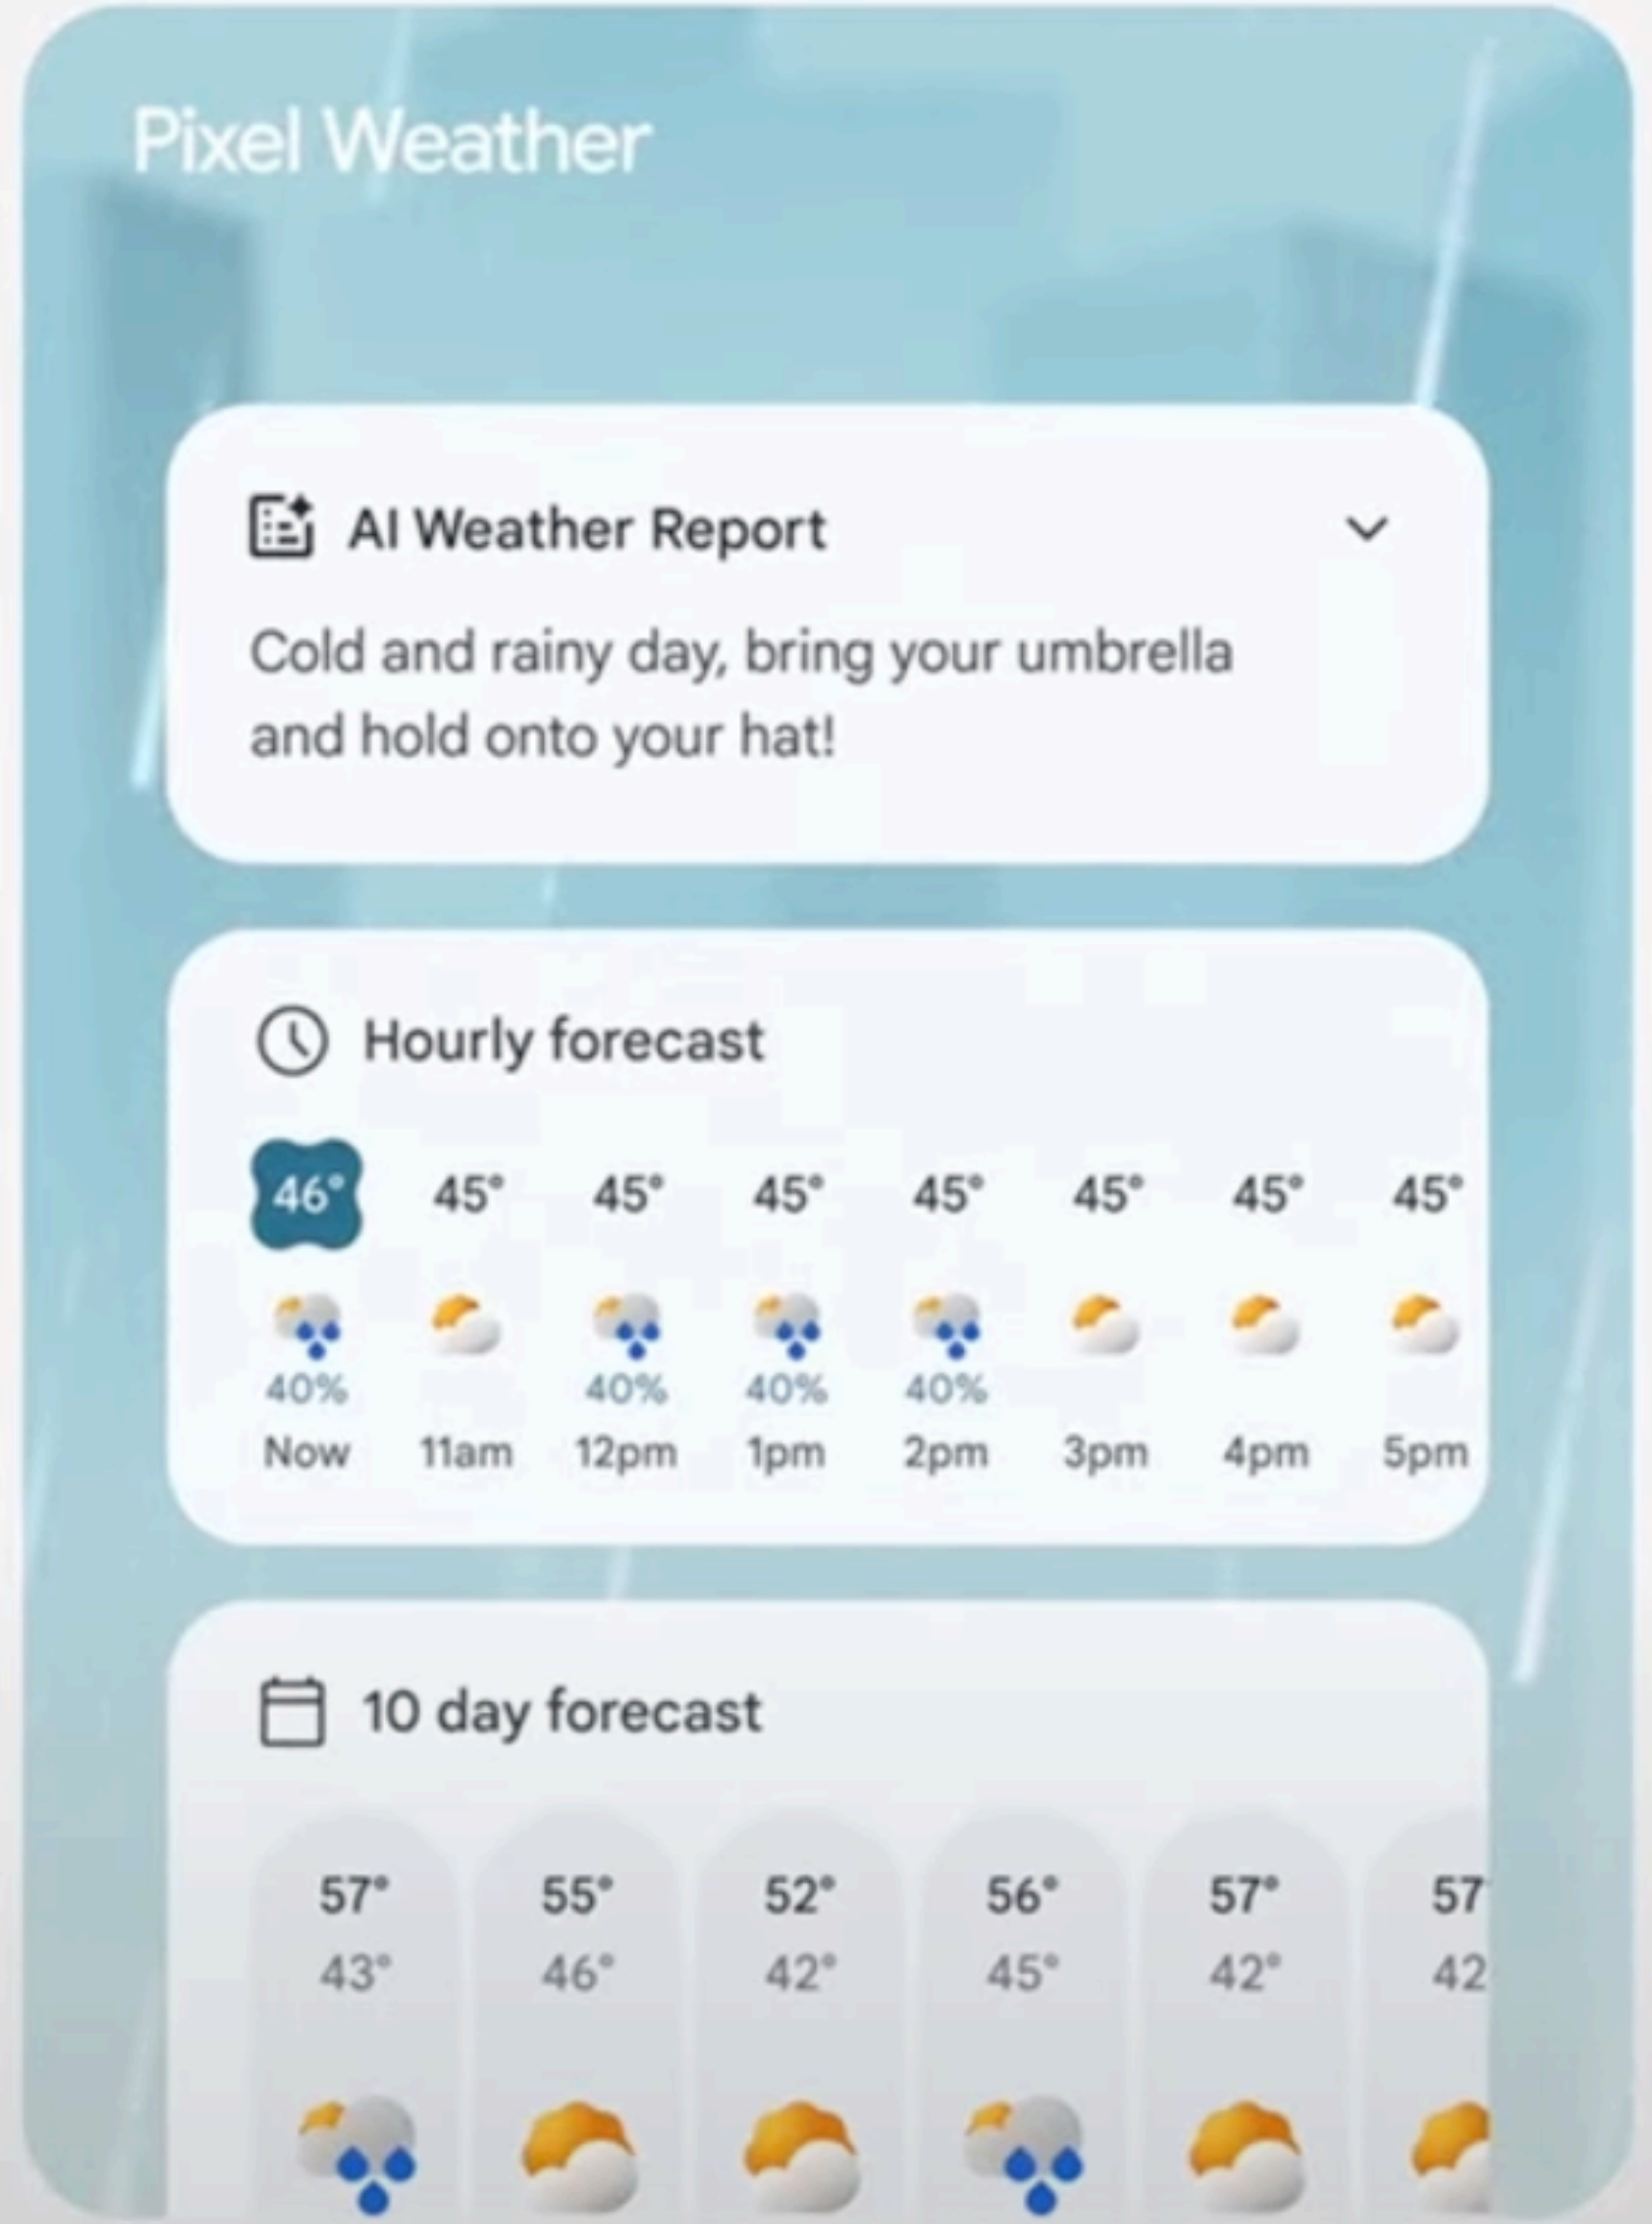 Pixel Weather
AI Weather Report
Cold and rainy day, bring your umbrella
and hold onto your hat!
Hourly forecast
46° 45° 45° 45° 45° 45° 45° 45°
40% 40% 40% 40%
Now 11am 12pm 1pm 2pm 3pm 4pm 5pm
10 day forecast
57° 55° 52° 56° 57° 57
43° 46° 42° 45° 42° 42